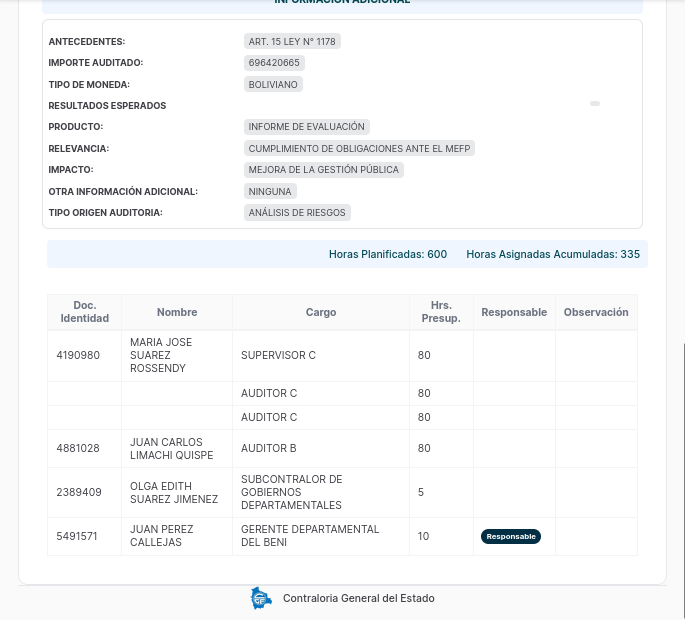 INFORMACIÓN ADICIONAL
ANTECEDENTES: ART. 15 LEY N° 1178
IMPORTE AUDITADO: 696420665
TIPO DE MONEDA: BOLIVIANO
RESULTADOS ESPERADOS
PRODUCTO: INFORME DE EVALUACIÓN
RELEVANCIA: CUMPLIMIENTO DE OBLIGACIONES ANTE EL MEFP
IMPACTO: MEJORA DE LA GESTIÓN PÚBLICA
OTRA INFORMACIÓN ADICIONAL: NINGUNA
TIPO ORIGEN AUDITORIA: ANÁLISIS DE RIESGOS
Horas Planificadas: 600 Horas Asignadas Acumuladas: 335
Doc. Identidad Nombre Cargo Hrs. Presup. Responsable Observación
4190980 MARIA JOSE SUAREZ ROSSENDY SUPERVISOR C 80
AUDITOR C 80
AUDITOR C 80
4881028 JUAN CARLOS LIMACHI QUISPE AUDITOR B 80
2389409 OLGA EDITH SUAREZ JIMENEZ SUBCONTRALOR DE GOBIERNOS DEPARTAMENTALES 5
5491571 JUAN PEREZ CALLEJAS GERENTE DEPARTAMENTAL DEL BENI 10 Responsable
Contraloria General del Estado